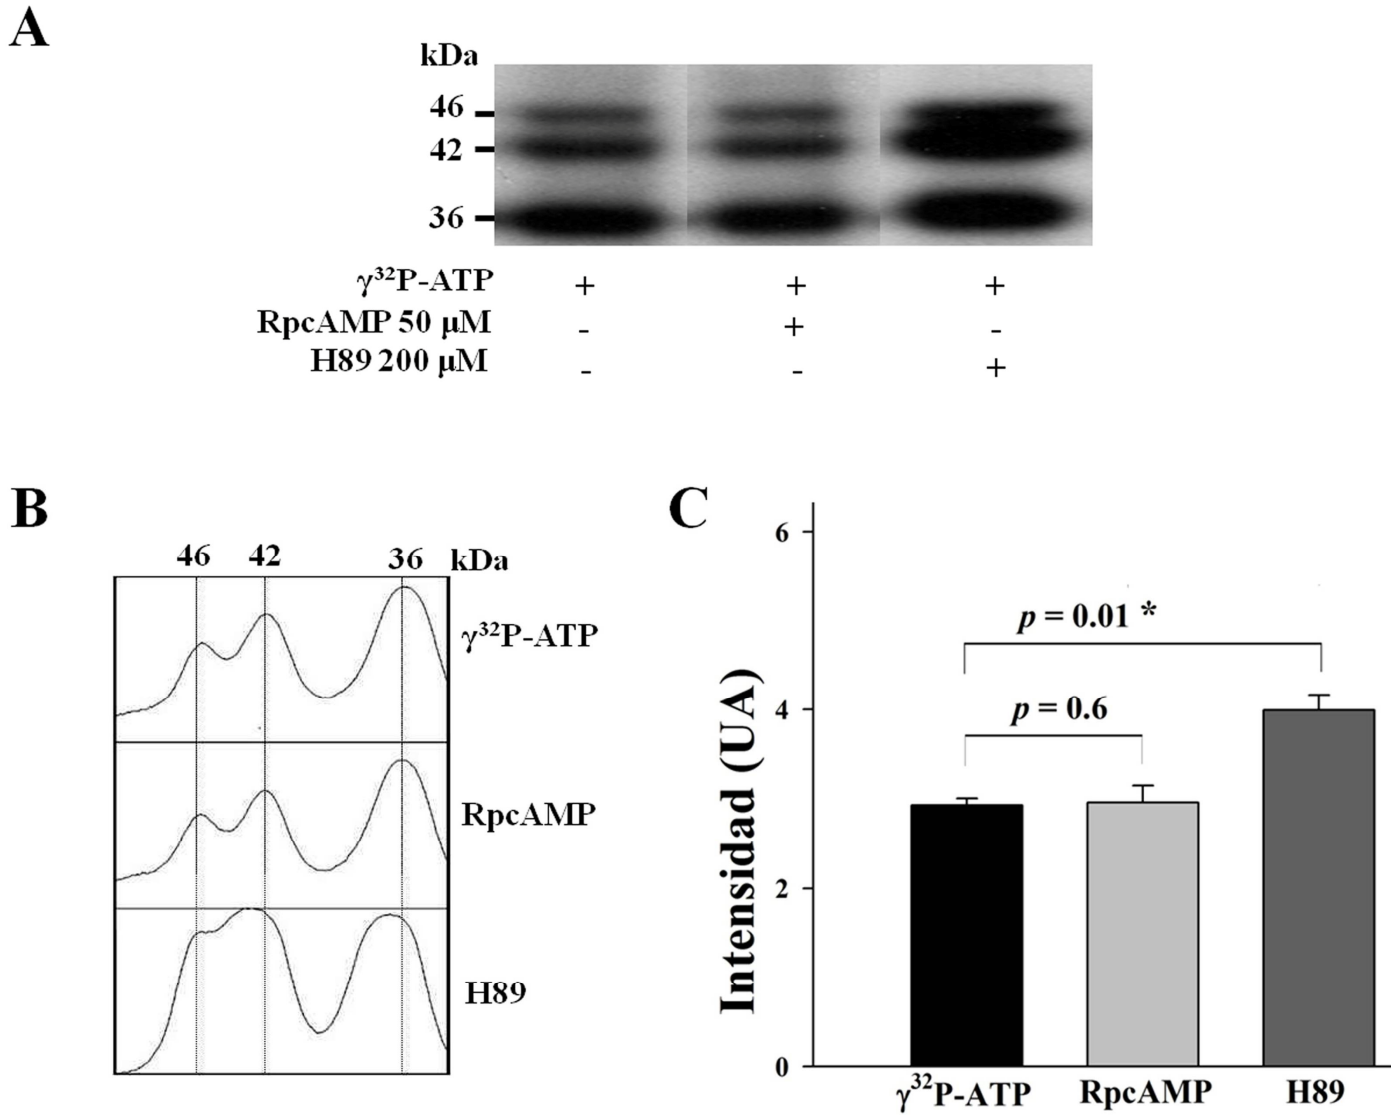 A
kDa
46
42
36
γ³²P-ATP + + +
RpcAMP 50 μM - + -
H89 200 μM - - +
B
46 42 36 kDa
γ³²P-ATP
RpcAMP
H89
C
Intensidad (UA)
6
4
2
0
p = 0.01 *
p = 0.6
γ³²P-ATP RpcAMP H89